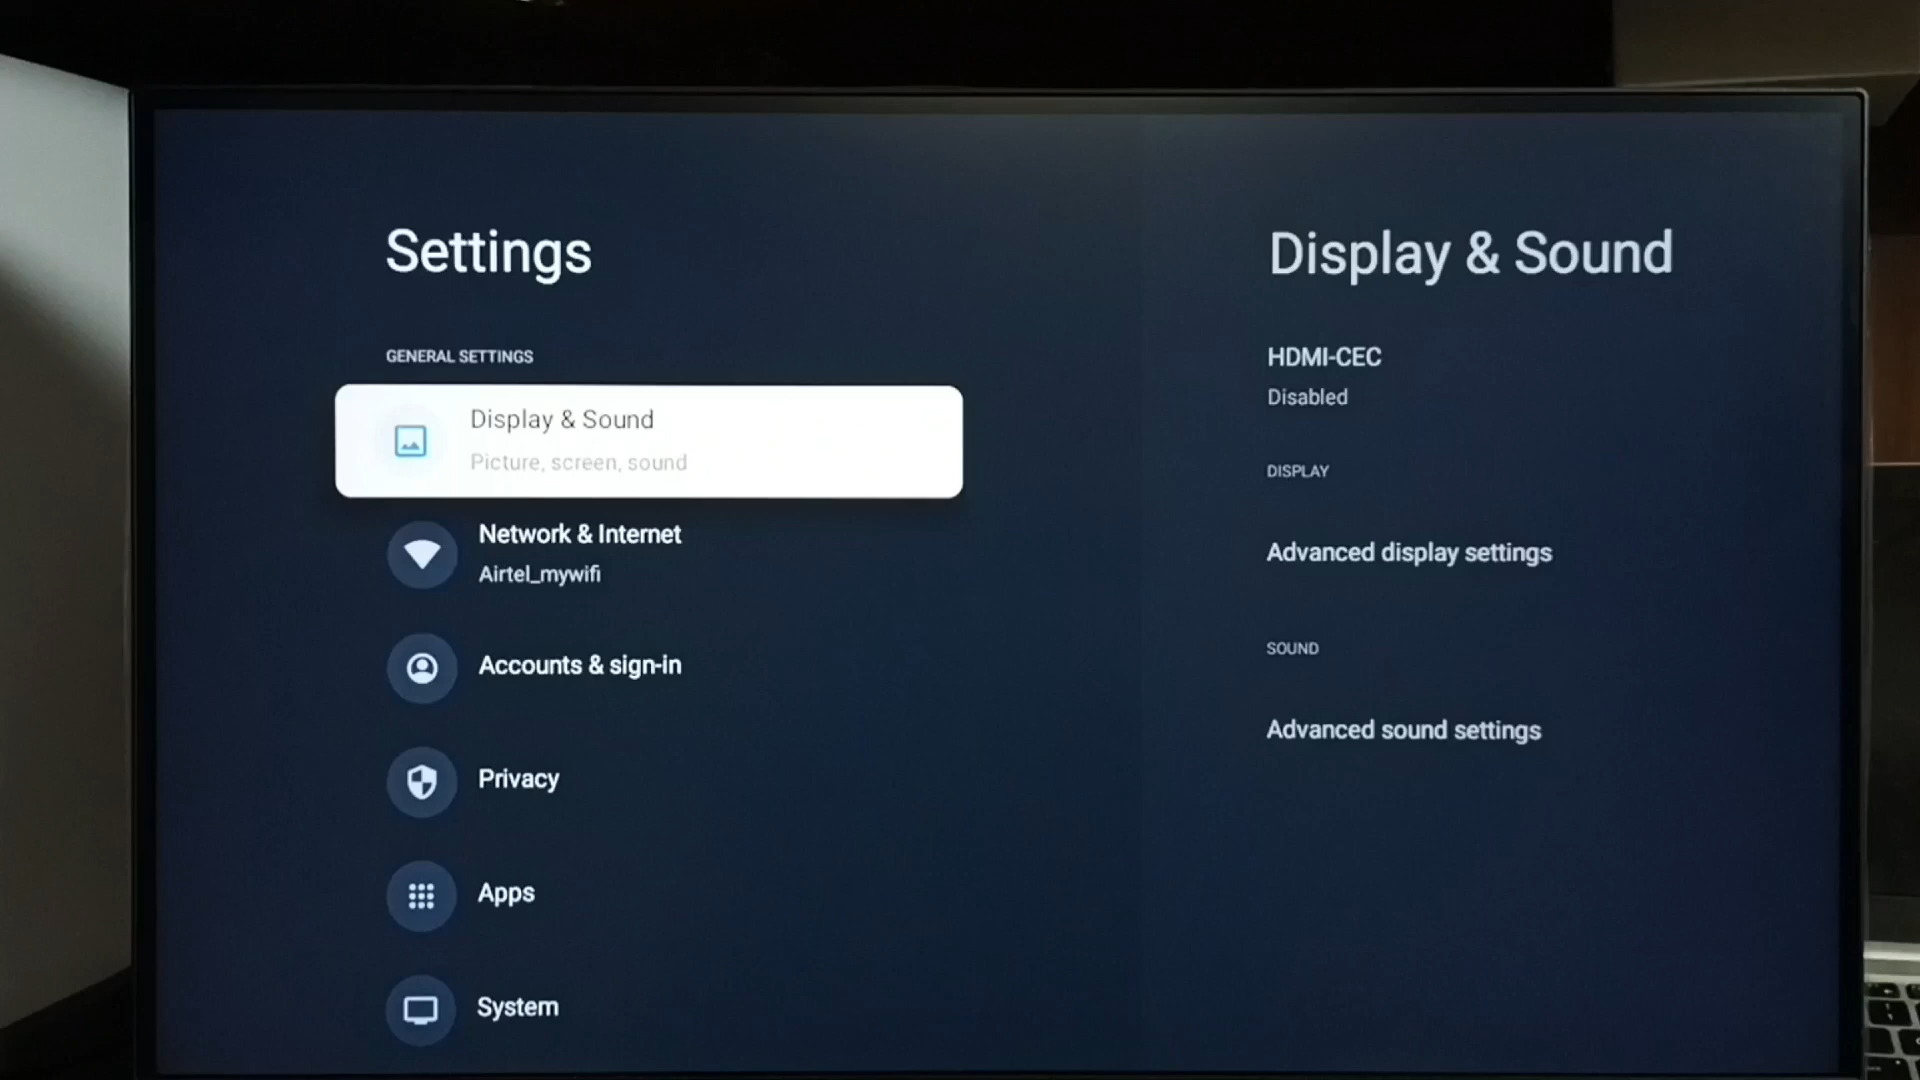 Settings
GENERAL SETTINGS
Display & Sound
Picture, screen, sound
Network & Internet
Airtel_mywifi
Accounts & sign-in
Privacy
Apps
System
Display & Sound
HDMI-CEC
Disabled
DISPLAY
Advanced display settings
SOUND
Advanced sound settings